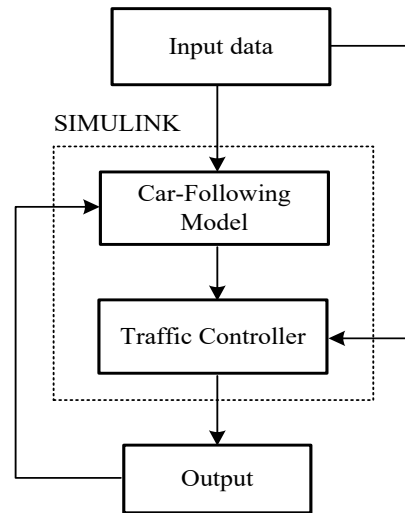 Input data
SIMULINK
Car-Following
Model
Traffic Controller
Output